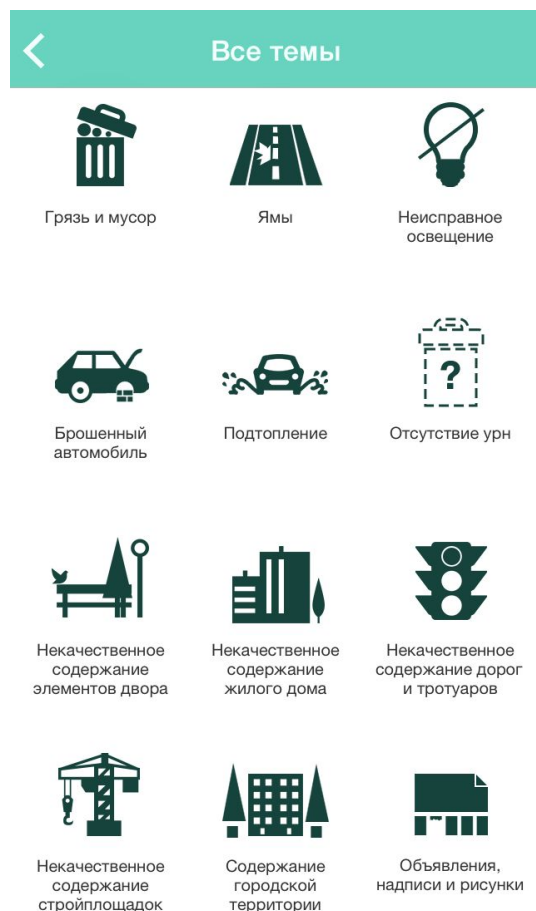 Все темы
Грязь и мусор
Ямы
Неисправное
освещение
Брошенный
автомобиль
Подтопление
?
Отсутствие урн
Некачественное
содержание
элементов двора
Некачественное
содержание
жилого дома
Некачественное
содержание дорог
и тротуаров
Некачественное
содержание
стройплощадок
Содержание
городской
территории
Объявления,
надписи и рисунки